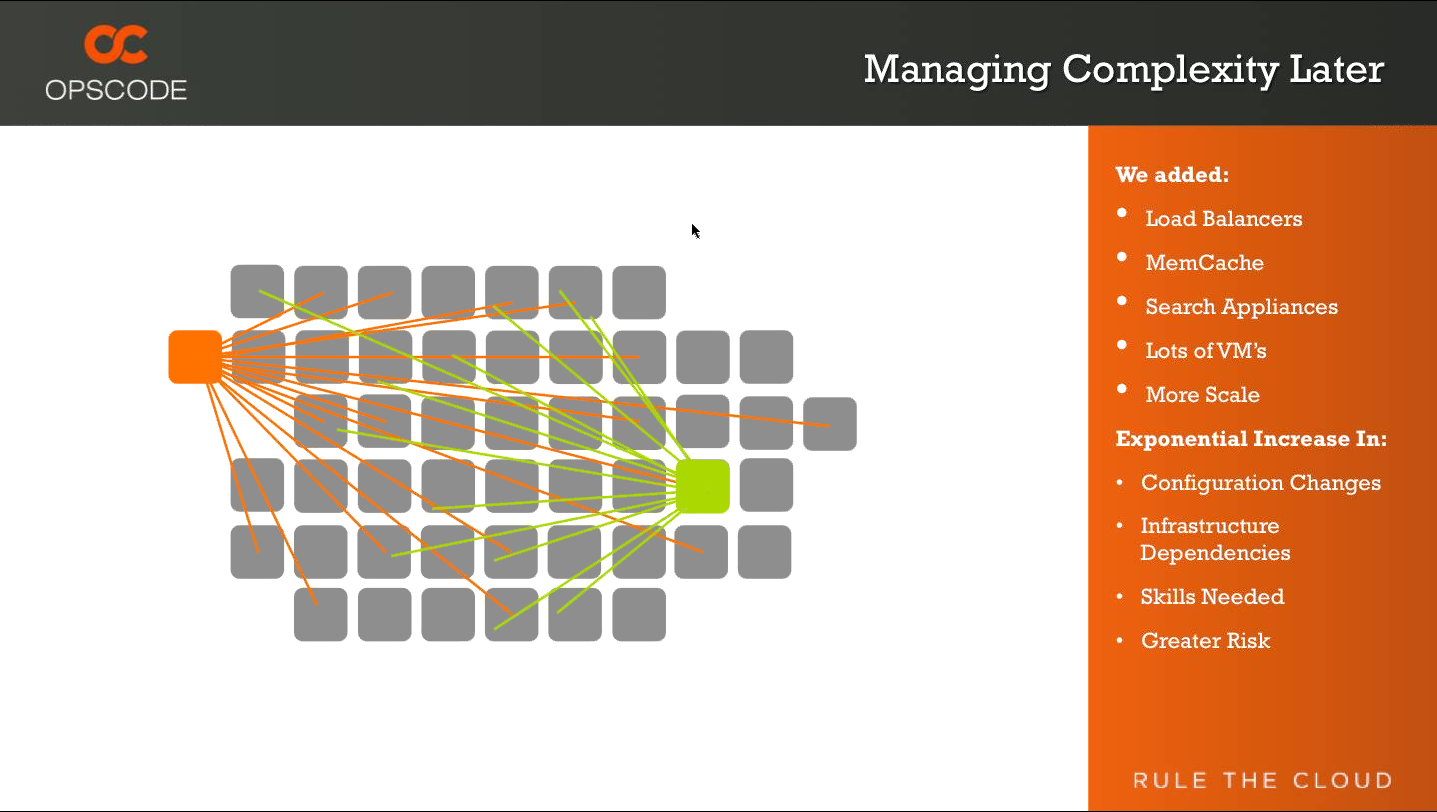 OPSCODE
Managing Complexity Later
We added:
• Load Balancers
• MemCache
• Search Appliances
• Lots of VM's
• More Scale
Exponential Increase In:
• Configuration Changes
• Infrastructure
Dependencies
• Skills Needed
• Greater Risk
RULE THE CLOUD